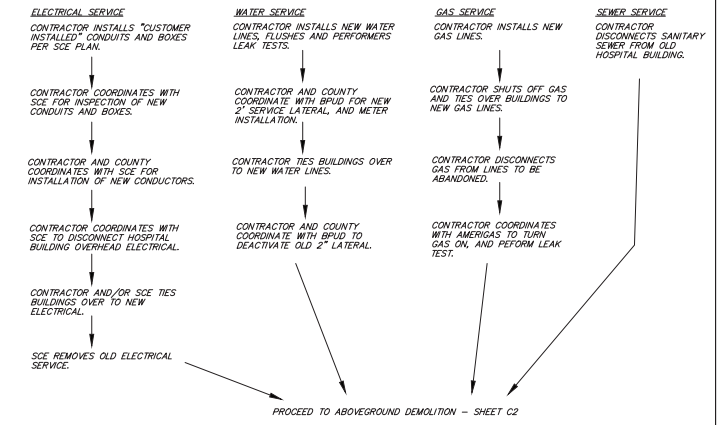 ELECTRICAL SERVICE
CONTRACTOR INSTALLS "CUSTOMER
INSTALLED" CONDUITS AND BOXES
PER SCE PLAN.
CONTRACTOR COORDINATES WITH
SCE FOR INSPECTION OF NEW
CONDUITS AND BOXES.
CONTRACTOR AND COUNTY
COORDINATES WITH SCE FOR
INSTALLATION OF NEW CONDUCTORS.
CONTRACTOR COORDINATES WITH
SCE TO DISCONNECT HOSPITAL
BUILDING OVERHEAD ELECTRICAL.
CONTRACTOR AND/OR SCE TIES
BUILDINGS OVER TO NEW
ELECTRICAL.
SCE REMOVES OLD ELECTRICAL
SERVICE.
WATER SERVICE
CONTRACTOR INSTALLS NEW WATER
LINES, FLUSHES AND PERFORMERS
LEAK TESTS.
CONTRACTOR AND COUNTY
COORDINATE WITH BPUD FOR NEW
2' SERVICE LATERAL, AND METER
INSTALLATION.
CONTRACTOR TIES BUILDINGS OVER
TO NEW WATER LINES.
CONTRACTOR AND COUNTY
COORDINATE WITH BPUD TO
DEACTIVATE OLD 2" LATERAL.
GAS SERVICE
CONTRACTOR INSTALLS NEW
GAS LINES.
CONTRACTOR SHUTS OFF GAS
AND TIES OVER BUILDINGS TO
NEW GAS LINES.
CONTRACTOR DISCONNECTS
GAS FROM LINES TO BE
ABANDONED.
CONTRACTOR COORDINATES
WITH AMERIGAS TO TURN
GAS ON, AND PEFORM LEAK
TEST.
SEWER SERVICE
CONTRACTOR
DISCONNECTS SANITARY
SEWER FROM OLD
HOSPITAL BUILDING.
PROCEED TO ABOVEGROUND DEMOLITION – SHEET C2